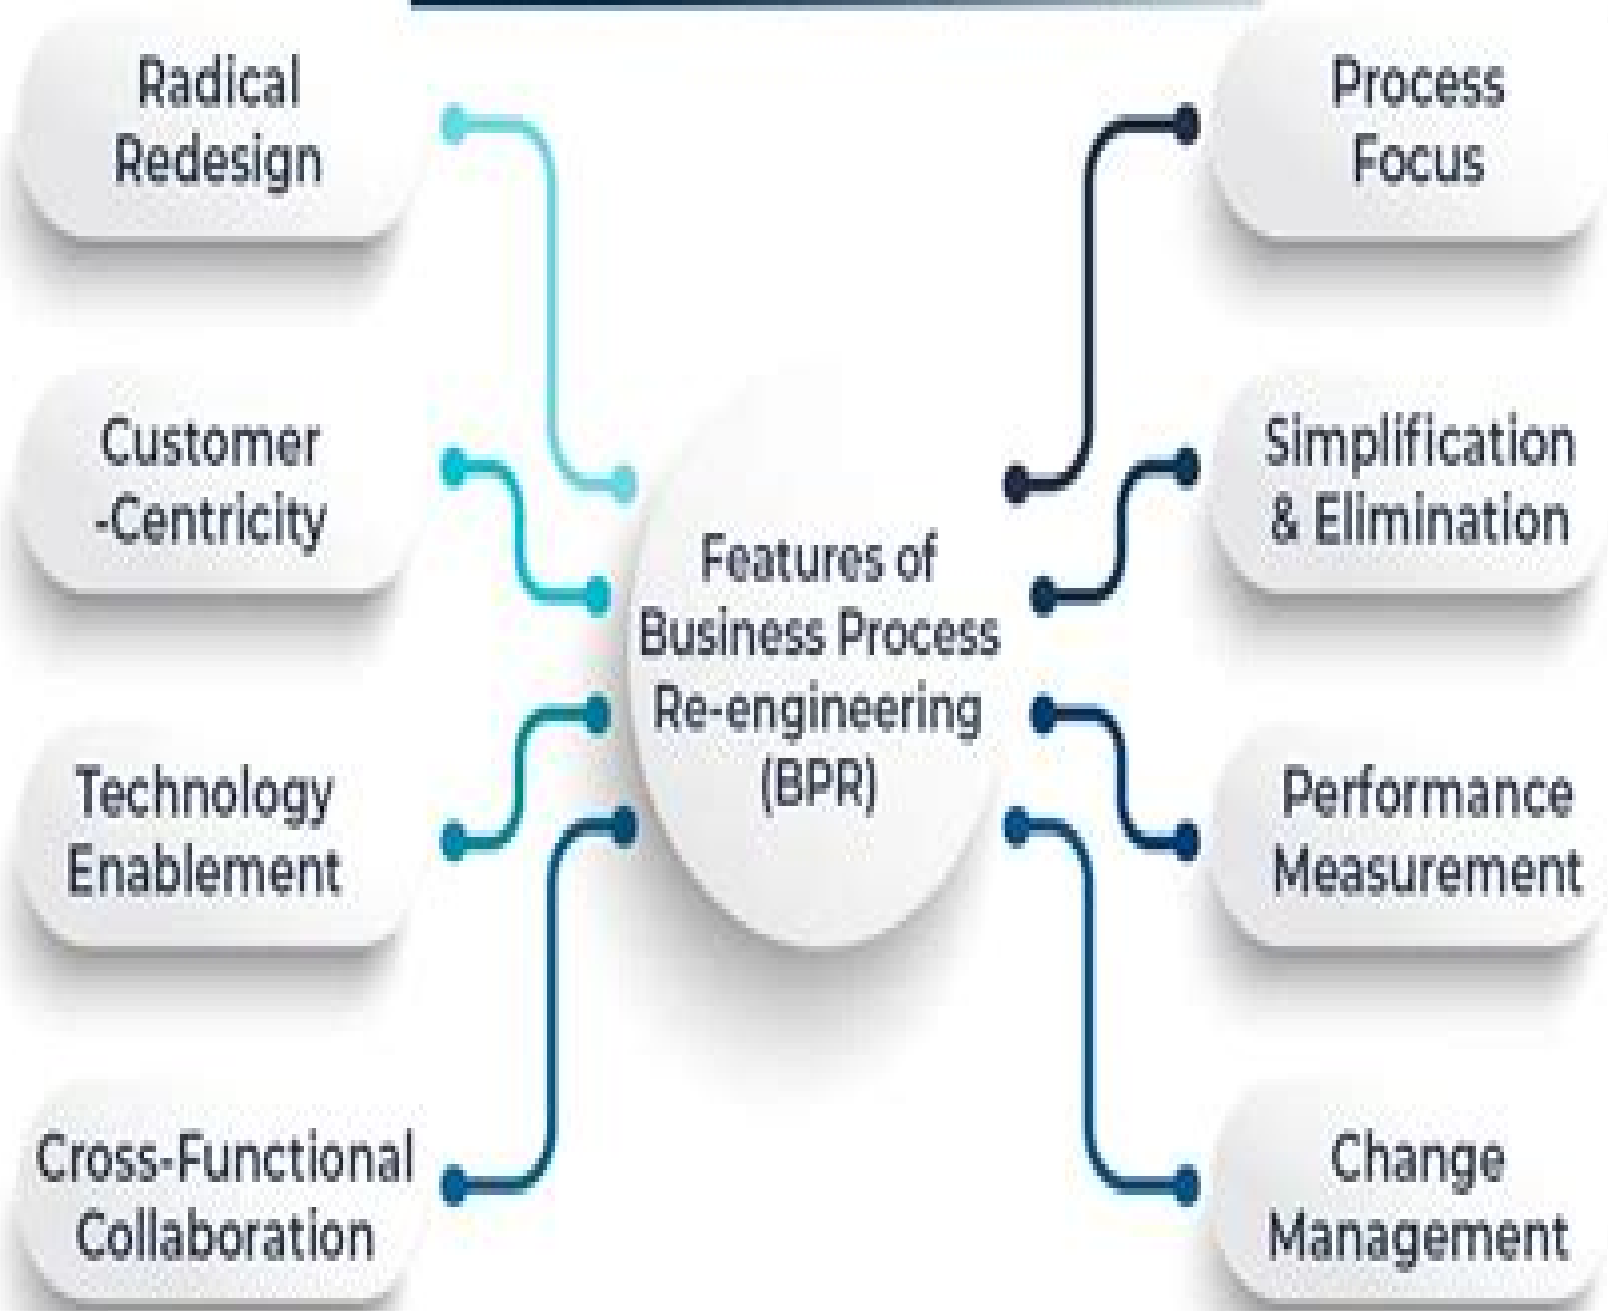 Radical
Redesign
Process
Focus
Customer
-Centricity
Simplification
& Elimination
Features of
Business Process
Re-engineering
(BPR)
Technology
Enablement
Performance
Measurement
Cross-Functional
Collaboration
Change
Management